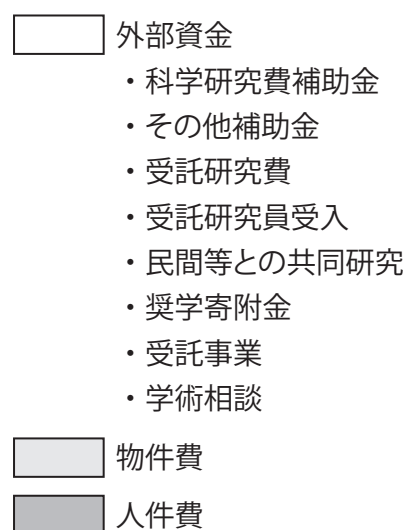 外部資金
・科学研究費補助金
・その他補助金
・受託研究費
・受託研究員受入
・民間等との共同研究
・奨学寄附金
・受託事業
・学術相談
物件費
人件費